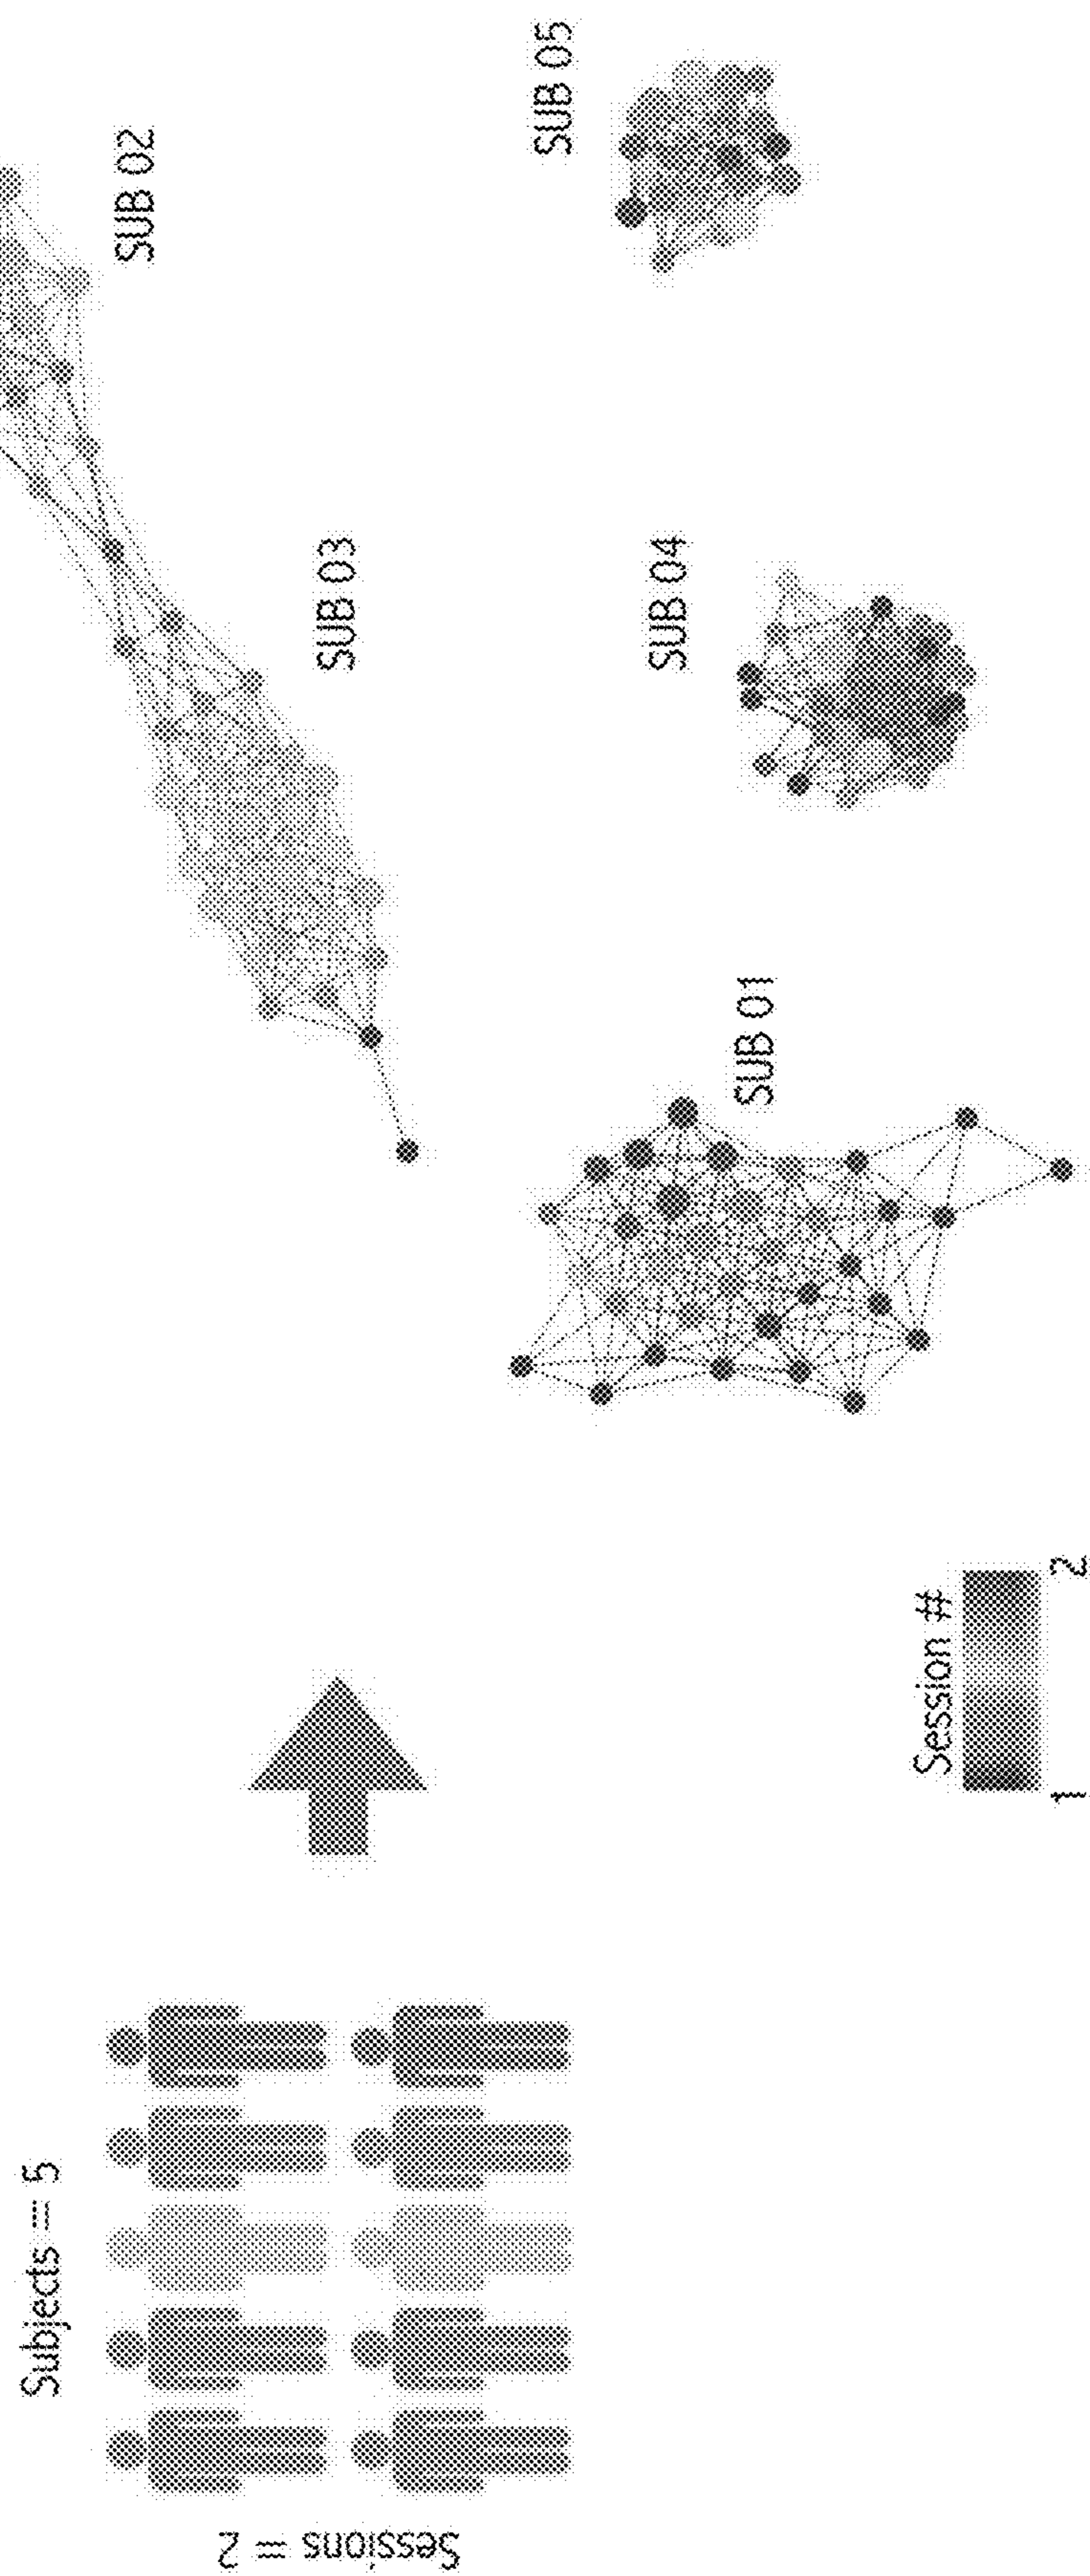 Subjects = 5
Sessions = 2
SUB 02
SUB 05
SUB 03
SUB 04
SUB 01
Session #
1
2